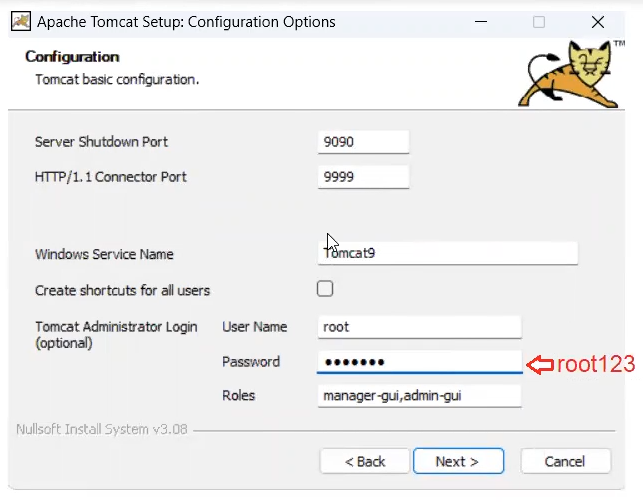 Apache Tomcat Setup: Configuration Options
Configuration
Tomcat basic configuration.
TM
Server Shutdown Port 9090
HTTP/1.1 Connector Port 9999
Windows Service Name Tomcat9
Create shortcuts for all users
Tomcat Administrator Login User Name root
(optional)
Password ●●●●●●● root123
Roles manager-gui,admin-gui
Nullsoft Install System v3.08
< Back Next > Cancel